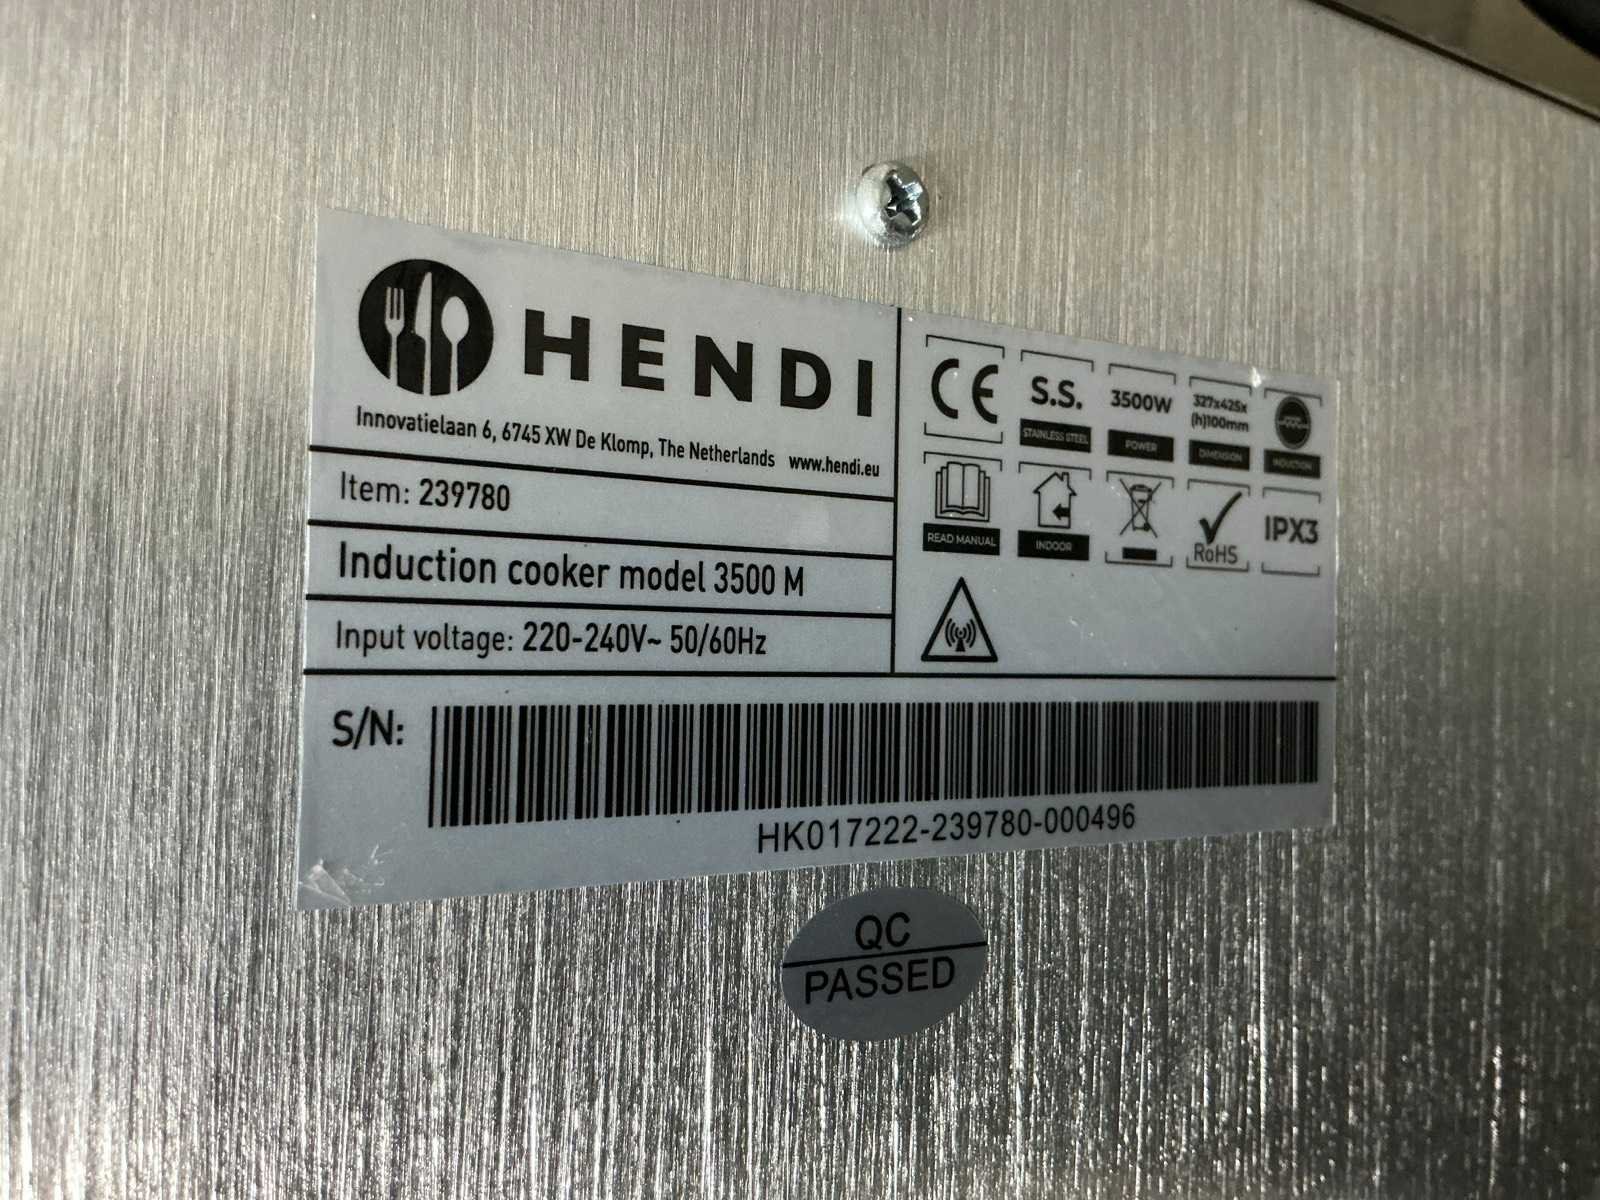 HENDI
Innovatielaan 6, 6745 XW De Klomp, The Netherlands www.hendi.eu
Item: 239780
Induction cooker model 3500 M
Input voltage: 220-240V~ 50/60Hz
CE
S.S.
STAINLESS STEEL
3500W
POWER
327x425x
(h)100mm
DIMENSION
INDUCTION
READ MANUAL
INDOOR
RoHS
IPX3
S/N:
HK017222-239780-000496
QC
PASSED